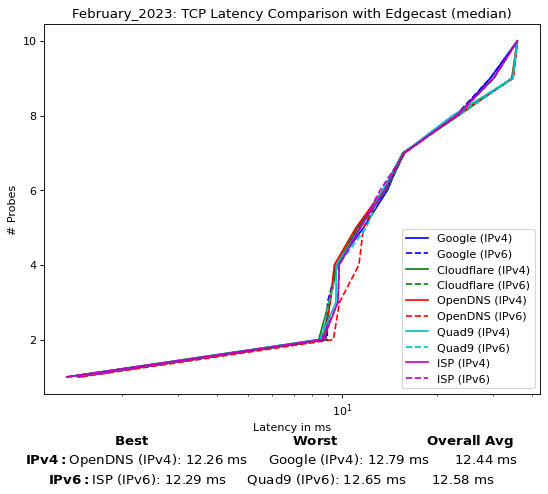 February_2023: TCP Latency Comparison with Edgecast (median)
10
8
6
4
2
# Probes
Google (IPv4)
Google (IPv6)
Cloudflare (IPv4)
Cloudflare (IPv6)
OpenDNS (IPv4)
OpenDNS (IPv6)
Quad9 (IPv4)
Quad9 (IPv6)
ISP (IPv4)
ISP (IPv6)
10¹
Latency in ms
Best Worst Overall Avg
IPv4: OpenDNS (IPv4): 12.26 ms Google (IPv4): 12.79 ms 12.44 ms
IPv6: ISP (IPv6): 12.29 ms Quad9 (IPv6): 12.65 ms 12.58 ms